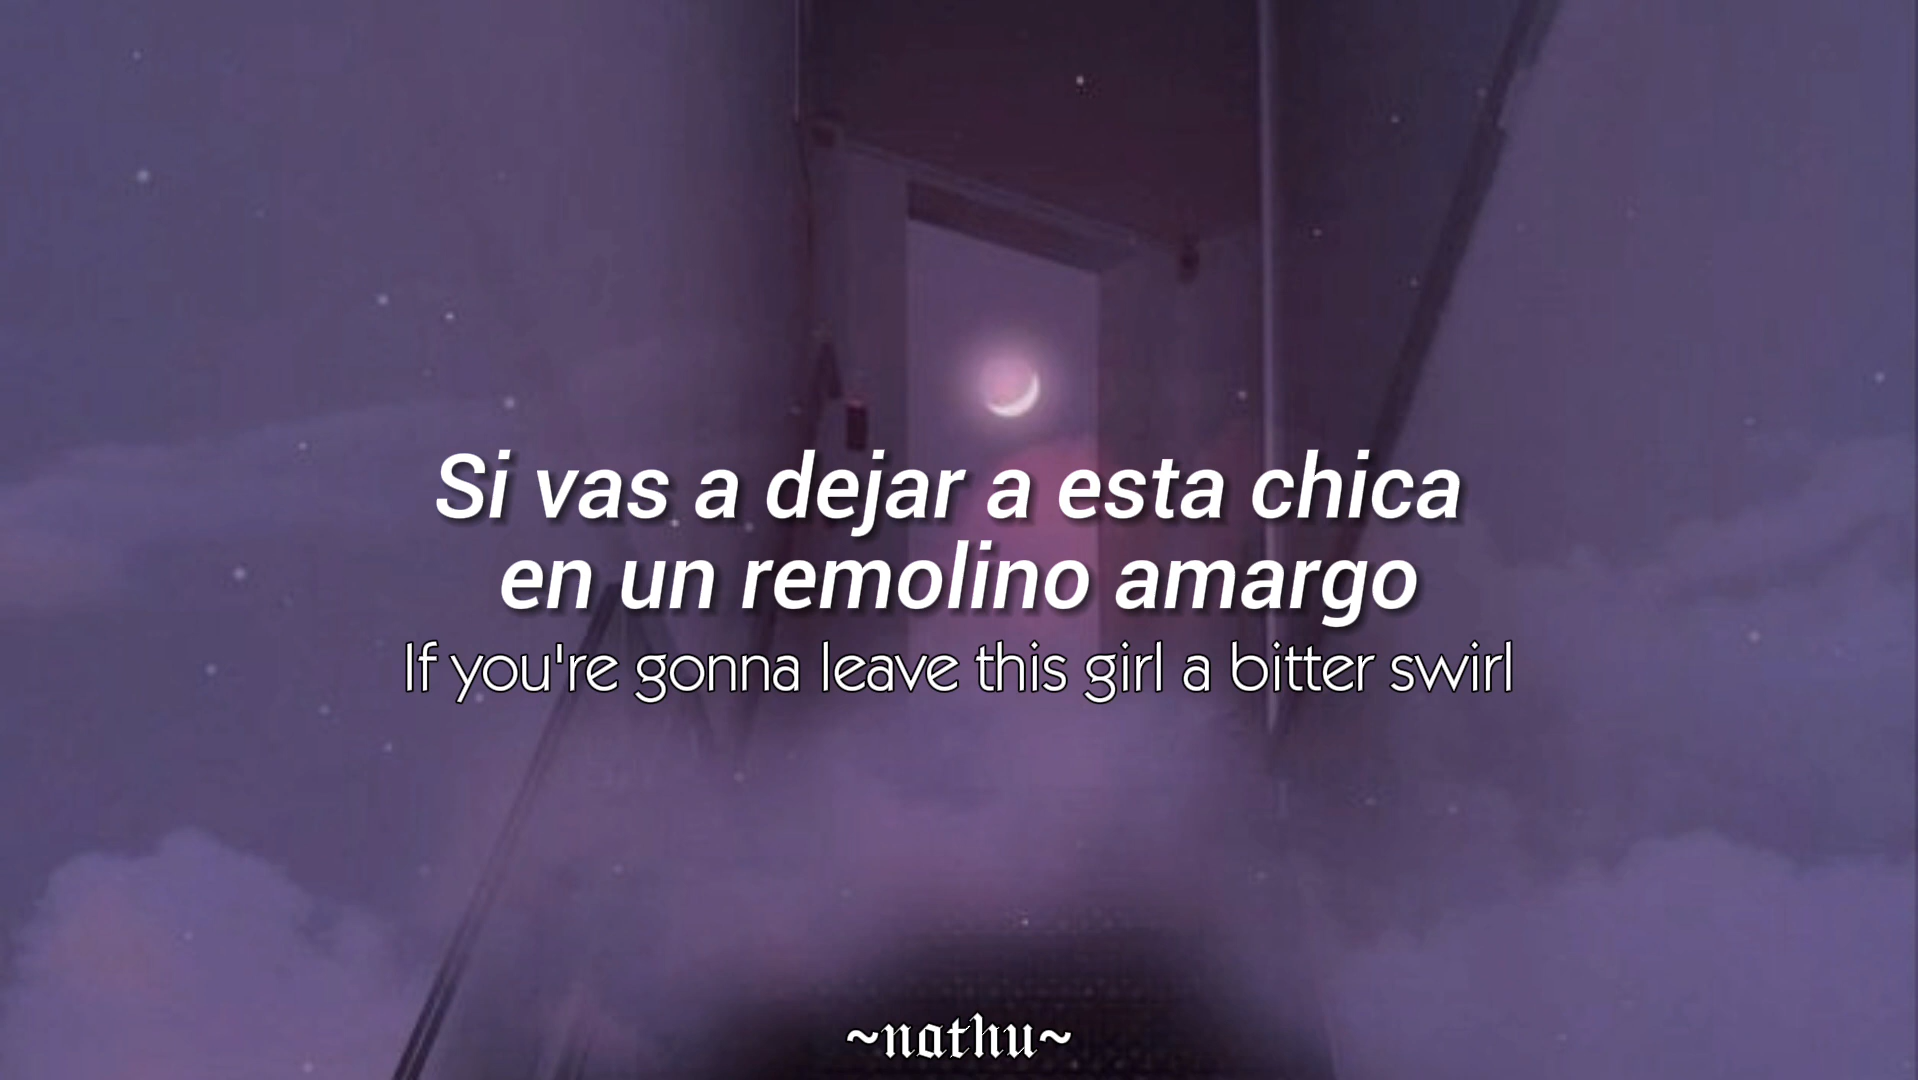 Si vas a dejar a esta chica
en un remolino amargo
If you're gonna leave this girl a bitter swirl
~nathu~